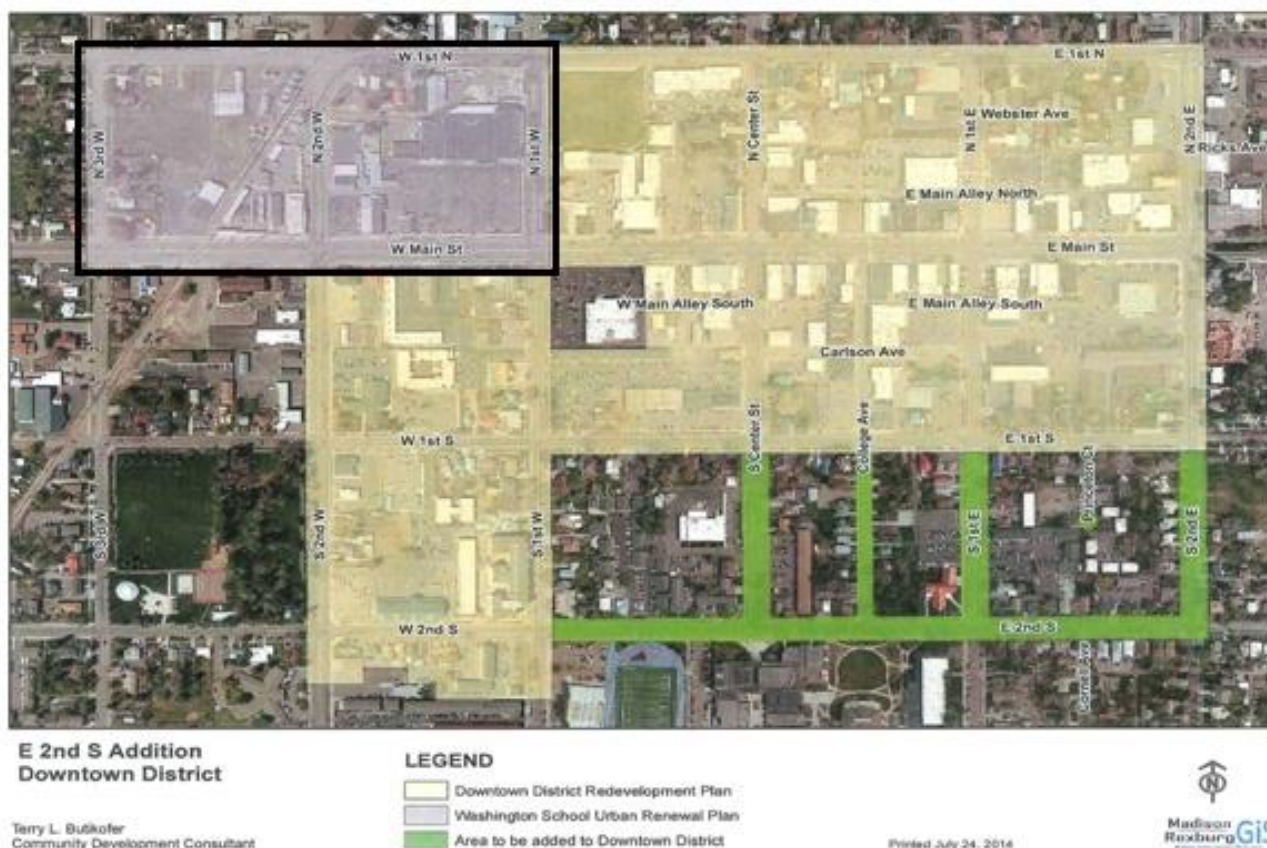 W 1st N
E 1st N
N 3rd W
N 2nd W
N 1st W
N Center St
N 1st E
Webster Ave
N 2nd E
Ricks Ave
E Main Alley North
W Main St
E Main St
W Main Alley South
E Main Alley South
Carlson Ave
W 1st S
S Center St
College Ave
E 1st S
Princeton Ct
S 3rd W
S 2nd W
S 1st W
S 1st E
S 2nd E
W 2nd S
E 2nd S
Cornell Ave
E 2nd S Addition
Downtown District
Terry L. Butikofer
Community Development Consultant
LEGEND
Downtown District Redevelopment Plan
Washington School Urban Renewal Plan
Area to be added to Downtown District
Printed July 24, 2014
N
Madison
Rexburg GiS